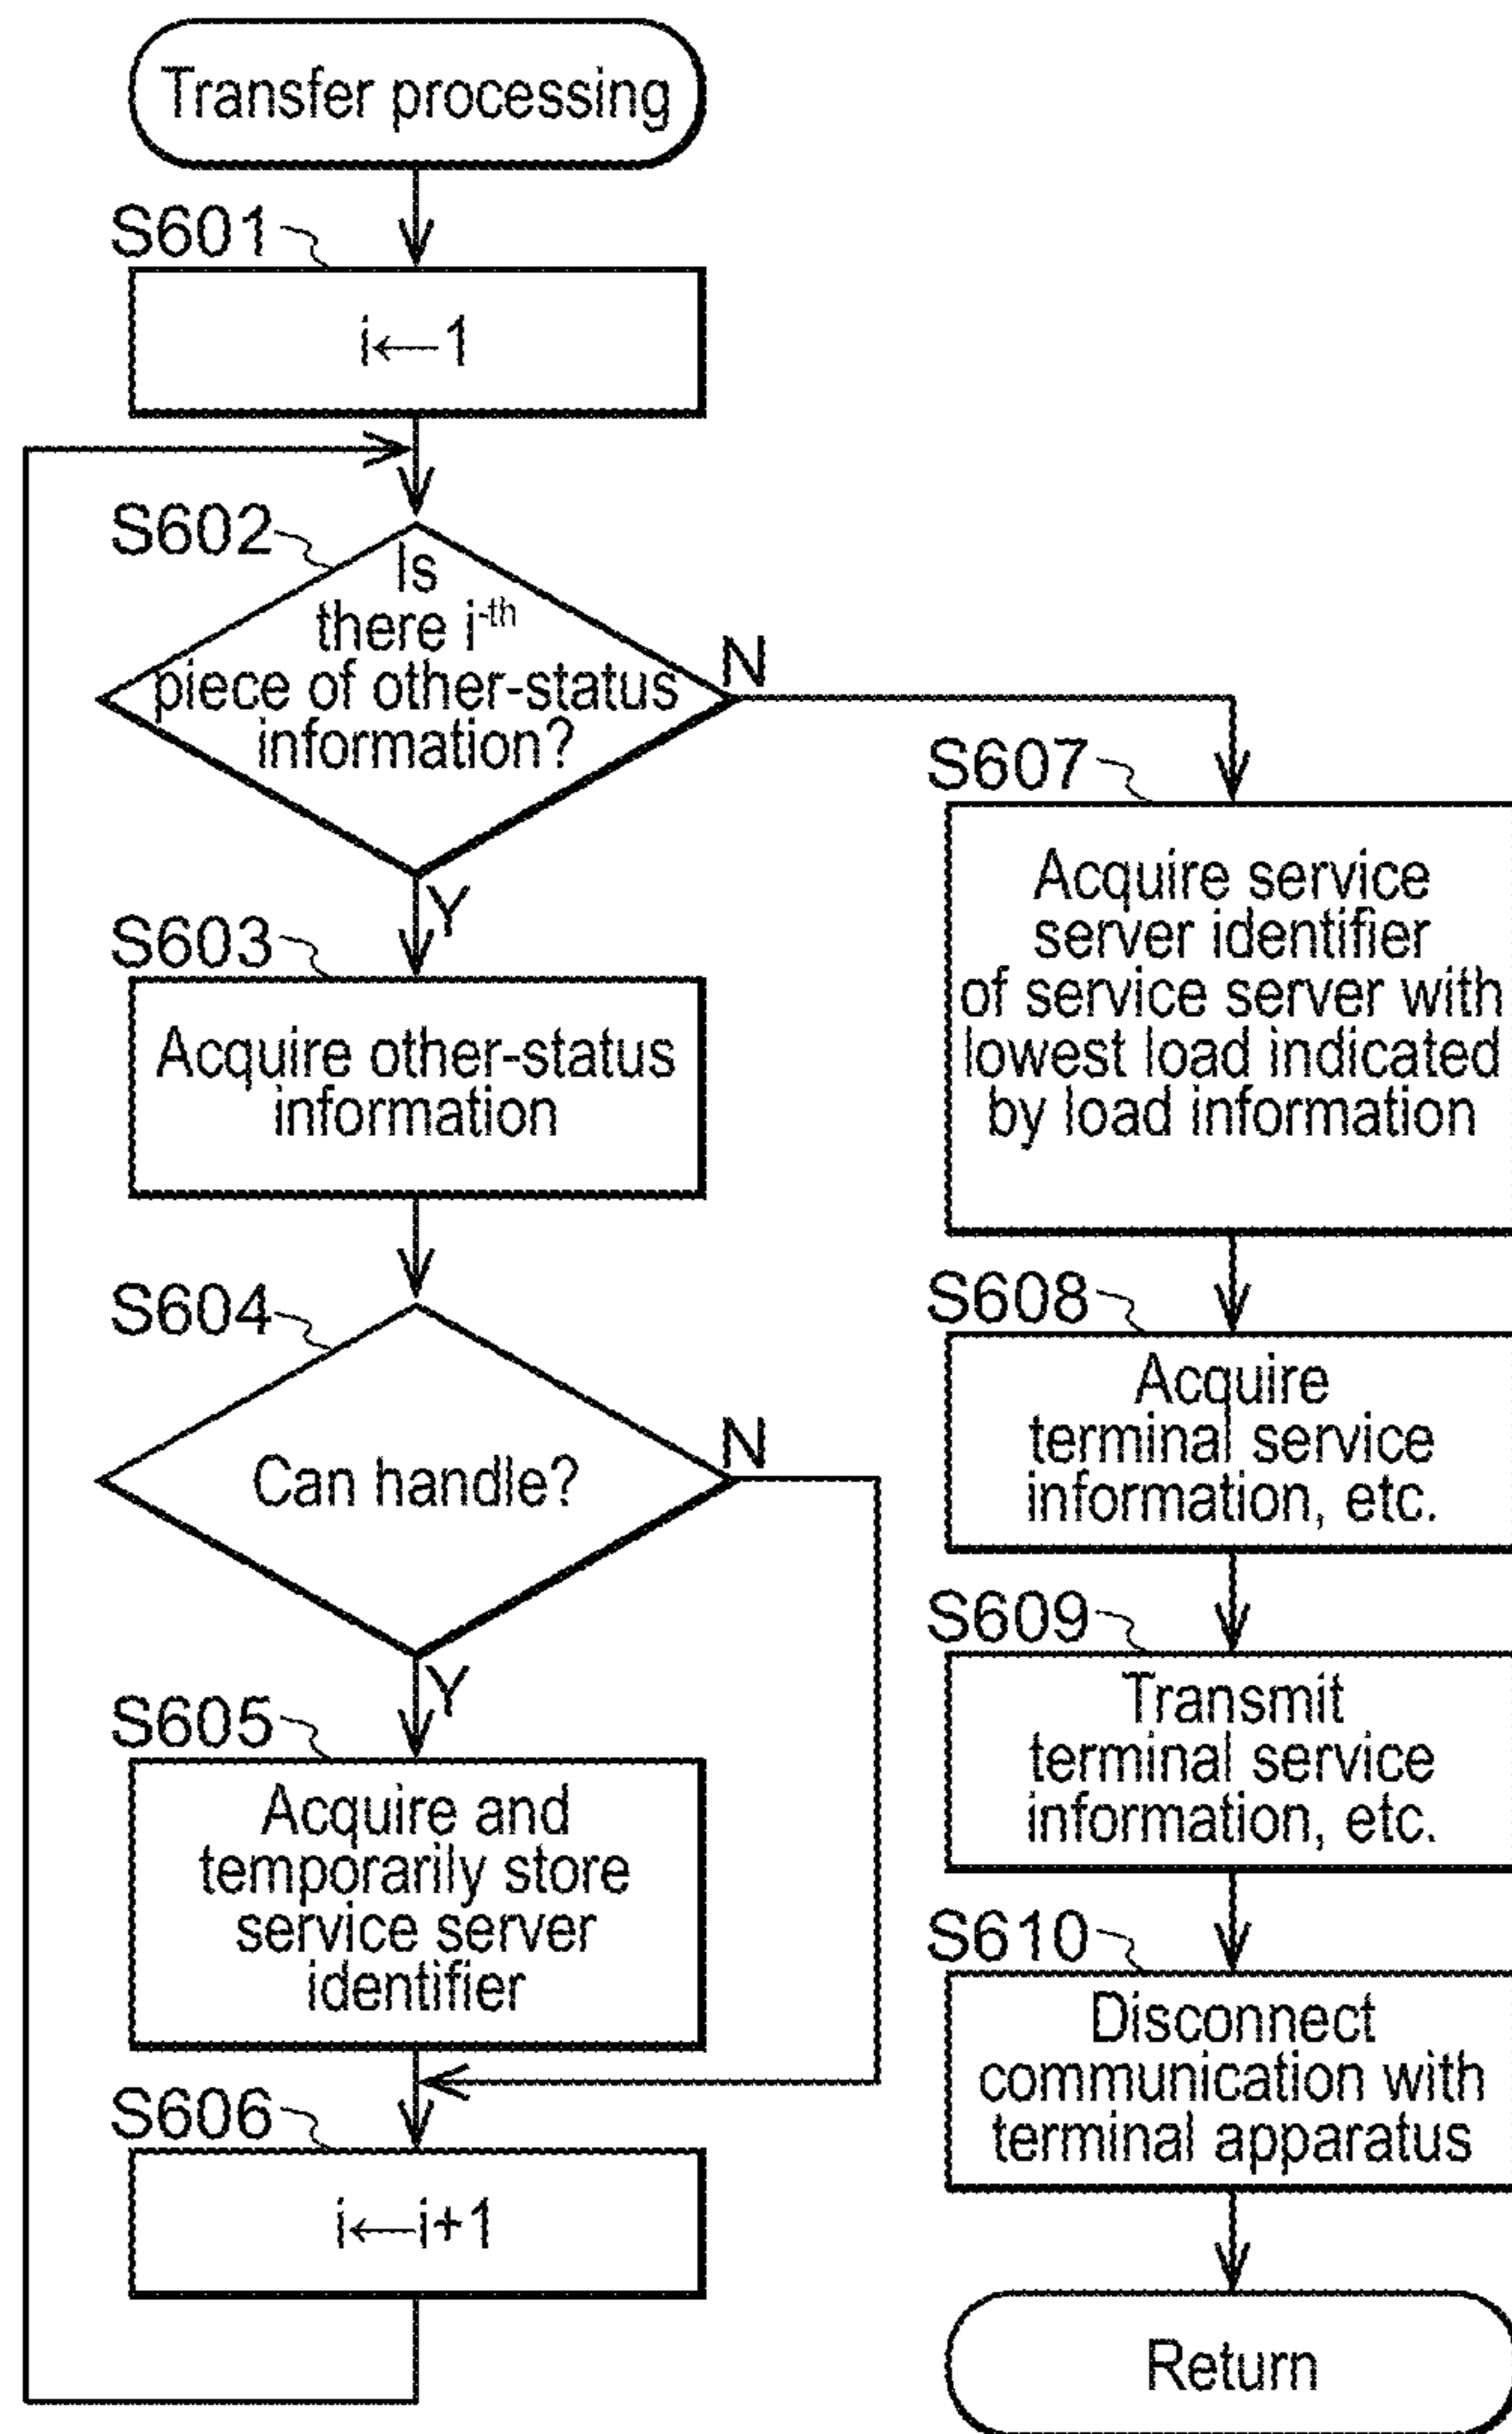 Transfer processing
S601
i←1
S602
Is
there i-th
piece of other-status
information?
N
Y
S603
Acquire other-status
information
S604
Can handle?
N
Y
S605
Acquire and
temporarily store
service server
identifier
S606
i←i+1
S607
Acquire service
server identifier
of service server with
lowest load indicated
by load information
S608
Acquire
terminal service
information, etc.
S609
Transmit
terminal service
information, etc.
S610
Disconnect
communication with
terminal apparatus
Return